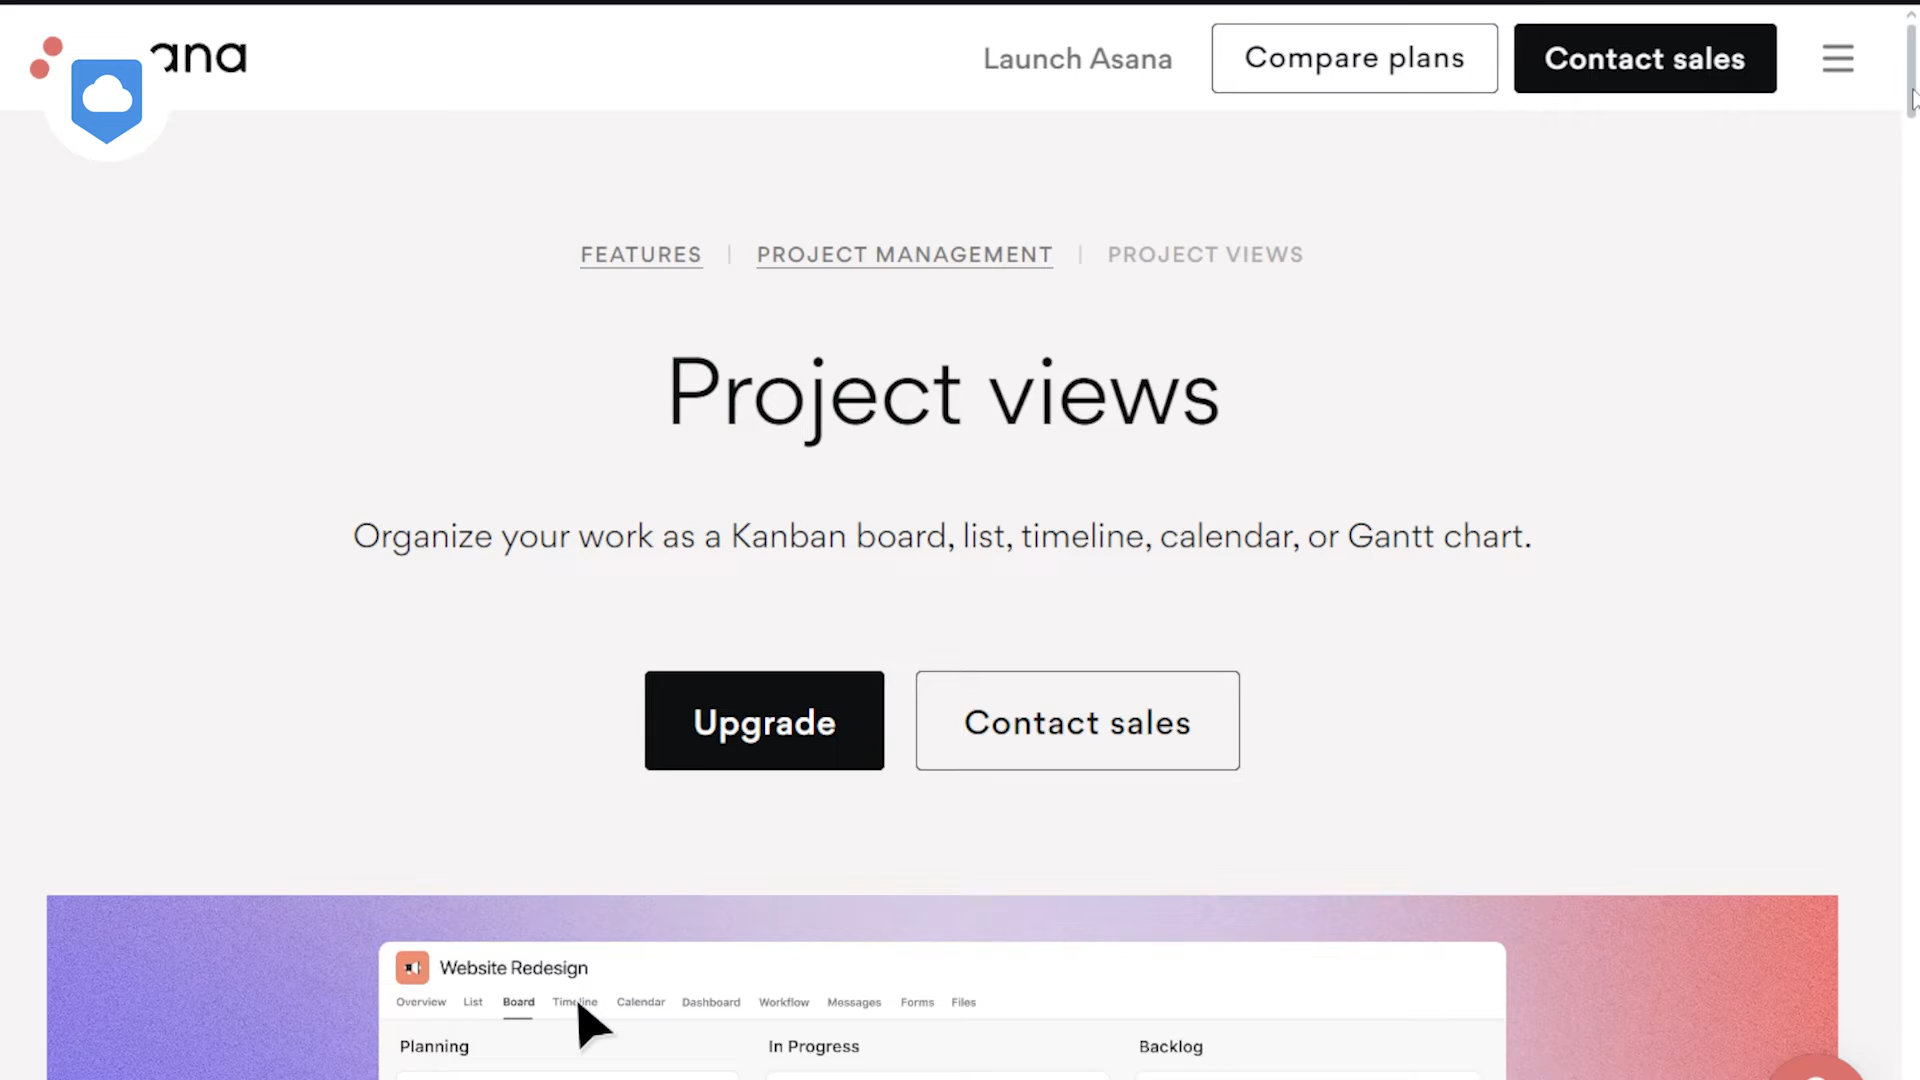 ana
Launch Asana
Compare plans
Contact sales
FEATURES | PROJECT MANAGEMENT | PROJECT VIEWS
Project views
Organize your work as a Kanban board, list, timeline, calendar, or Gantt chart.
Upgrade
Contact sales
Website Redesign
Overview List Board Timeline Calendar Dashboard Workflow Messages Forms Files
Planning
In Progress
Backlog